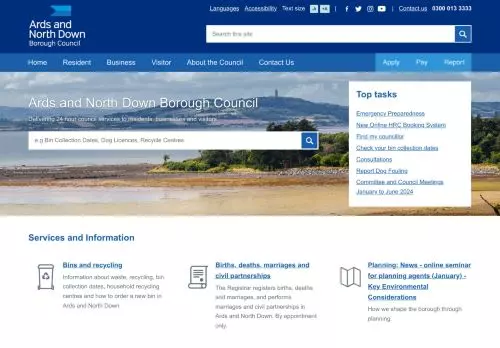 Languages Accessibility Text size -A +A | | Contact us 0300 013 3333
Ards and
North Down
Borough Council
Search this site
Home Resident Business Visitor About the Council Contact Us Apply Pay Report
Ards and North Down Borough Council
Delivering 24 hour council services to residents, businesses and visitors
e.g Bin Collection Dates, Dog Licences, Recycle Centres
Top tasks
Emergency Preparedness
New Online HRC Booking System
Find my councillor
Check your bin collection dates
Consultations
Report Dog Fouling
Committee and Council Meetings
January to June 2024
Services and Information
Bins and recycling
Information about waste, recycling, bin
collection dates, household recycling
centres and how to order a new bin in
Ards and North Down
Births, deaths, marriages and
civil partnerships
The Registrar registers births, deaths
and marriages, and performs
marriages and civil partnerships in
Ards and North Down. By appointment
only.
Planning: News - online seminar
for planning agents (January) -
Key Environmental
Considerations
How we shape the borough through
planning